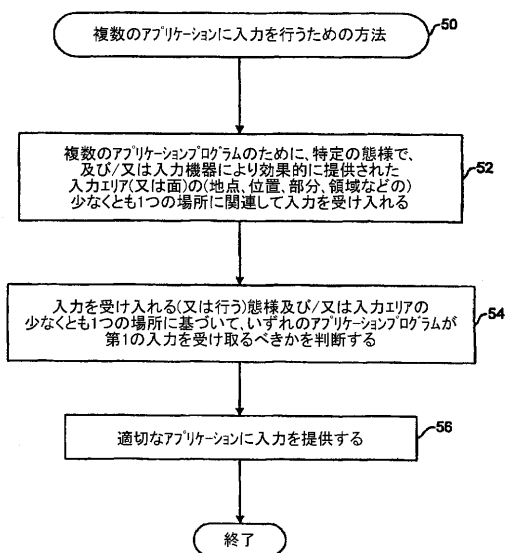 複数のアプリケーションに入力を行うための方法
50
複数のアプリケーションプログラムのために、特定の態様で、
及び/又は入力機器により効果的に提供された
入力エリア(又は面)の(地点、位置、部分、領域などの)
少なくとも1つの場所に関連して入力を受け入れる
52
入力を受け入れる(又は行う)態様及び/又は入力エリアの
少なくとも1つの場所に基づいて、いずれのアプリケーションプログラムが
第1の入力を受け取るべきかを判断する
54
適切なアプリケーションに入力を提供する
56
終了